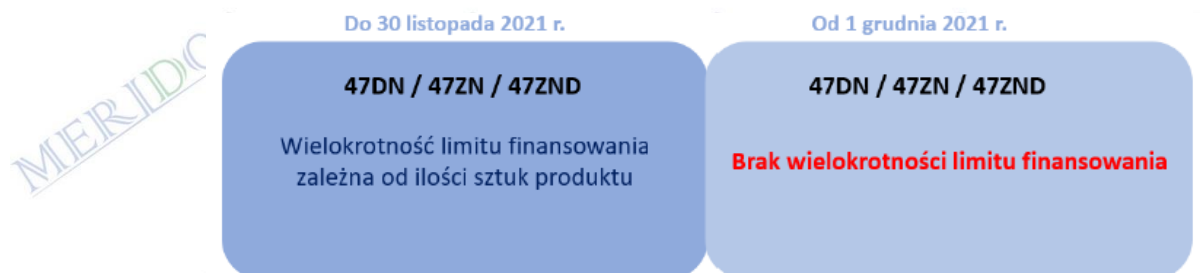 Do 30 listopada 2021 r.
Od 1 grudnia 2021 r.
MERIDO
47DN / 47ZN / 47ZND
Wielokrotność limitu finansowania
zależna od ilości sztuk produktu
47DN / 47ZN / 47ZND
Brak wielokrotności limitu finansowania